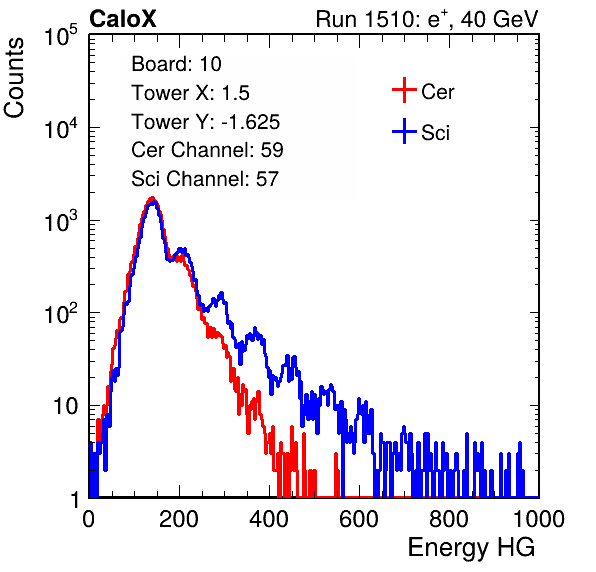 CaloX Run 1510: e⁺, 40 GeV
Counts
Board: 10
Tower X: 1.5
Tower Y: -1.625
Cer Channel: 59
Sci Channel: 57
Cer
Sci
10⁵
10⁴
10³
10²
10
1
0 200 400 600 800 1000
Energy HG